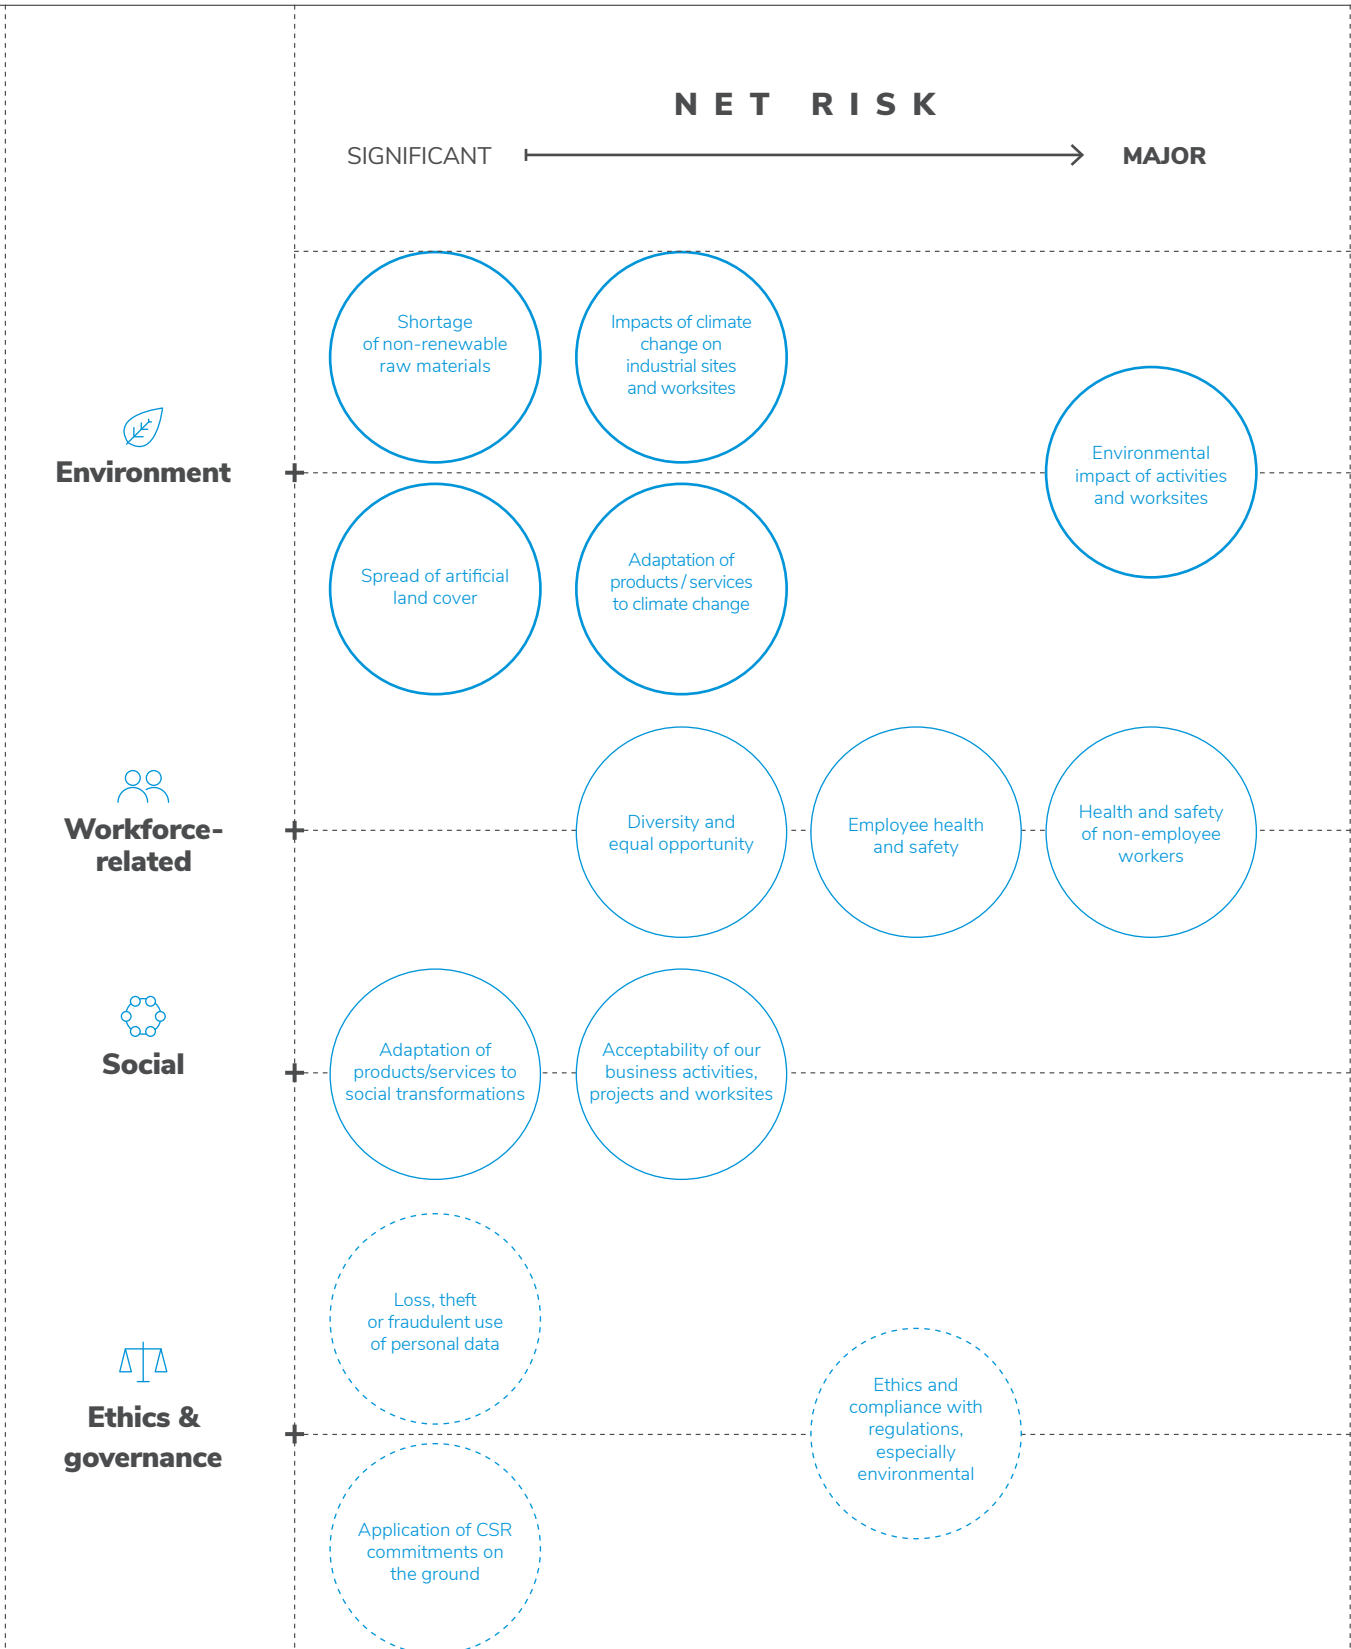 NET RISK
SIGNIFICANT
MAJOR
Environment
Shortage
of non-renewable
raw materials
Impacts of climate
change on
industrial sites
and worksites
Environmental
impact of activities
and worksites
Spread of artificial
land cover
Adaptation of
products / services
to climate change
Workforce-
related
Diversity and
equal opportunity
Employee health
and safety
Health and safety
of non-employee
workers
Social
Adaptation of
products/services to
social transformations
Acceptability of our
business activities,
projects and worksites
Ethics &
governance
Loss, theft
or fraudulent use
of personal data
Ethics and
compliance with
regulations,
especially
environmental
Application of CSR
commitments on
the ground